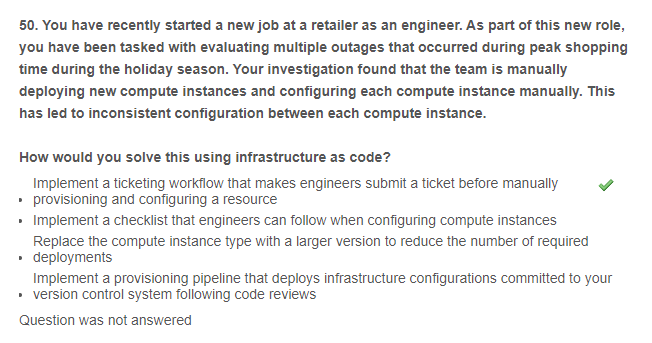 50. You have recently started a new job at a retailer as an engineer. As part of this new role,
you have been tasked with evaluating multiple outages that occurred during peak shopping
time during the holiday season. Your investigation found that the team is manually
deploying new compute instances and configuring each compute instance manually. This
has led to inconsistent configuration between each compute instance.
How would you solve this using infrastructure as code?
Implement a ticketing workflow that makes engineers submit a ticket before manually
provisioning and configuring a resource
Implement a checklist that engineers can follow when configuring compute instances
Replace the compute instance type with a larger version to reduce the number of required
deployments
Implement a provisioning pipeline that deploys infrastructure configurations committed to your
version control system following code reviews
Question was not answered